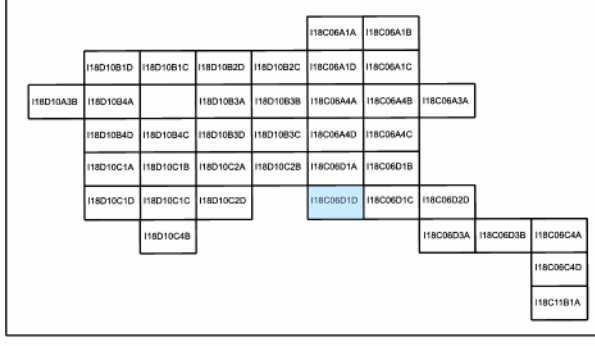 I18C06A1A I18C06A1B
I18D10B1D I18D10B1C I18D10B2D I18D10B2C I18C06A1D I18C06A1C
I18D10A3B I18D10B4A I18D10B3A I18D10B3B I18C06A4A I18C06A4B I18C06A3A
I18D10B4D I18D10B4C I18D10B3D I18D10B3C I18C06A4D I18C06A4C
I18D10C1A I18D10C1B I18D10C2A I18D10C2B I18C06D1A I18C06D1B
I18D10C1D I18D10C1C I18D10C2D I18C06D1D I18C06D1C I18C06D2D
I18D10C4B I18C06D3A I18C06D3B I18C06C4A
I18C06C4D
I18C11B1A